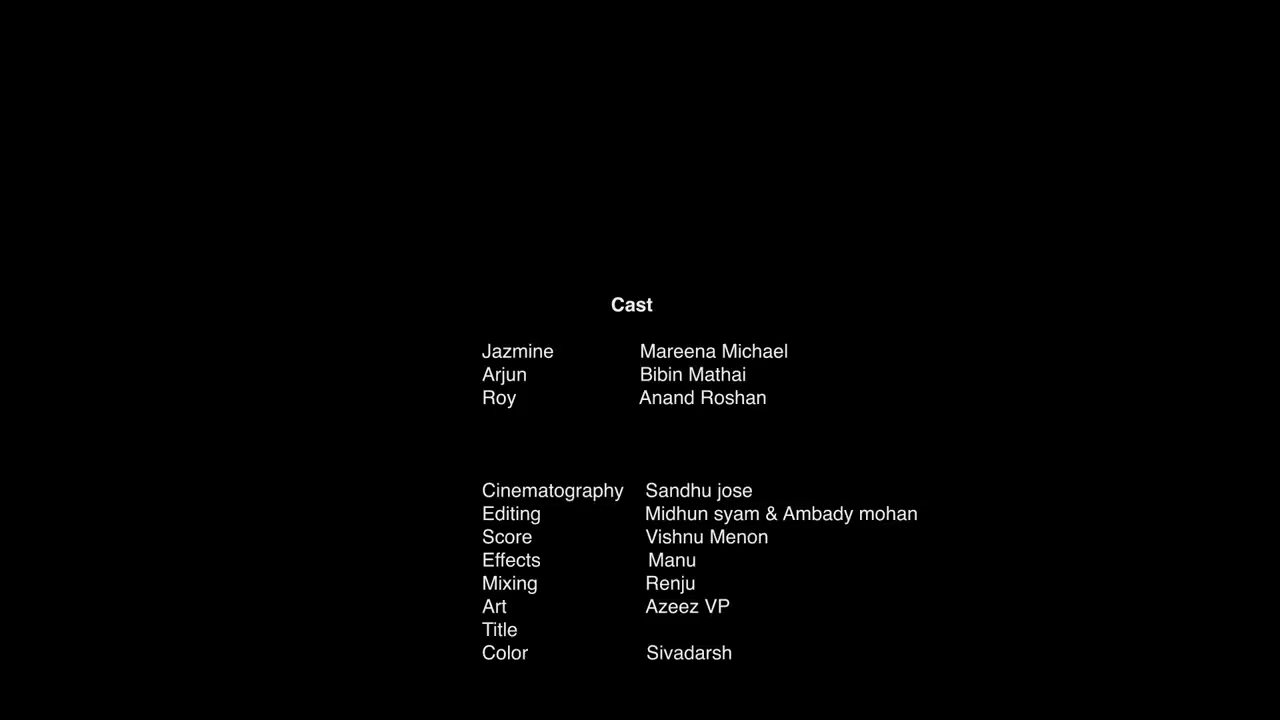 Cast
Jazmine Mareena Michael
Arjun Bibin Mathai
Roy Anand Roshan
Cinematography Sandhu jose
Editing Midhun syam & Ambady mohan
Score Vishnu Menon
Effects Manu
Mixing Renju
Art Azeez VP
Title
Color Sivadarsh